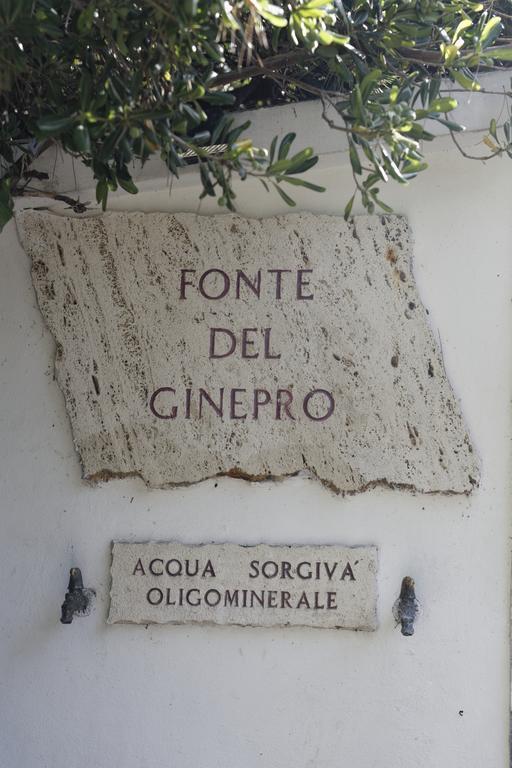 FONTE
DEL
GINEPRO
ACQUA SORGIVA´
OLIGOMINERALE